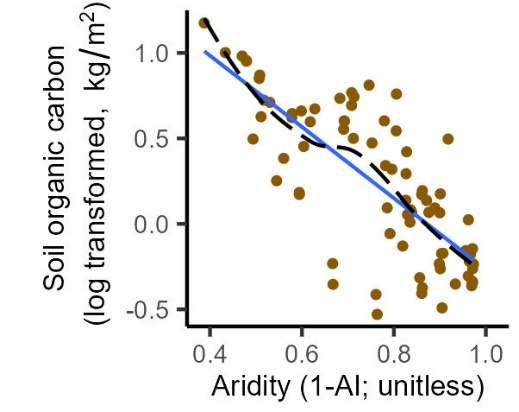 Soil organic carbon
(log transformed, kg/m²)
1.0
0.5
0.0
-0.5
0.4 0.6 0.8 1.0
Aridity (1-AI; unitless)